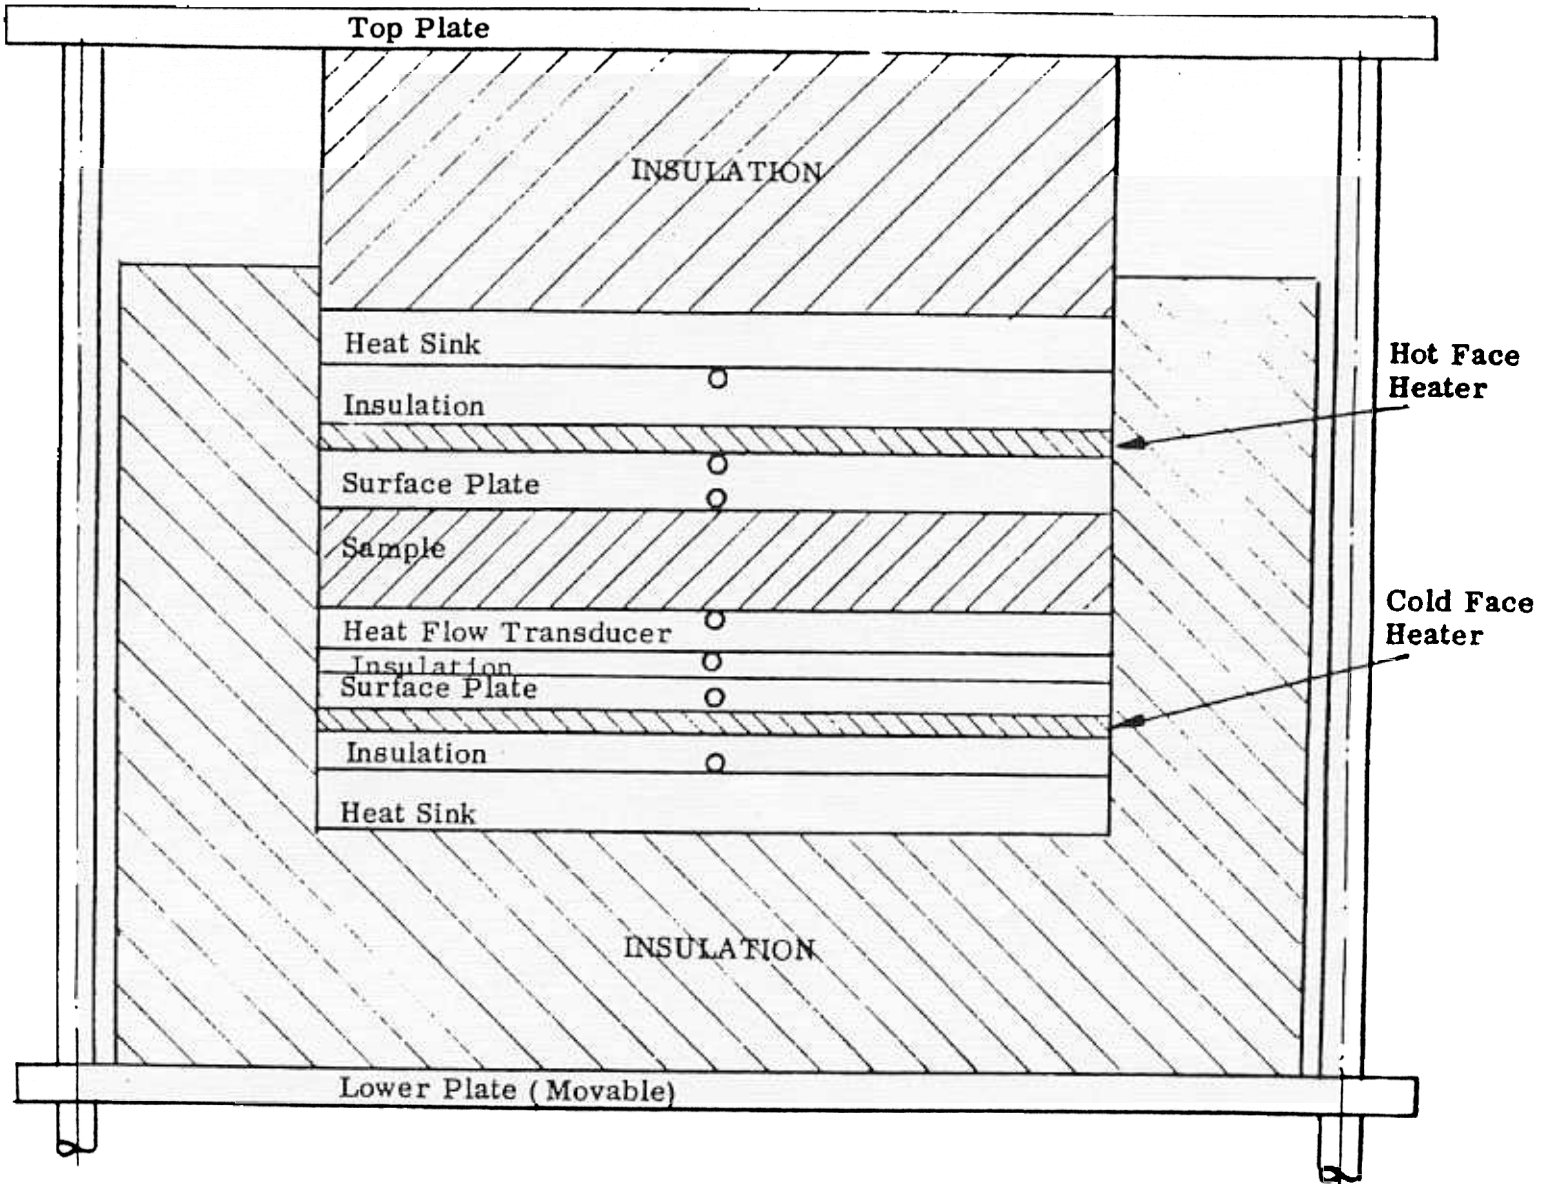 Top Plate
INSULATION
Heat Sink
Hot Face
Heater
Insulation
Surface Plate
Sample
Cold Face
Heater
Heat Flow Transducer
Insulation
Surface Plate
Insulation
Heat Sink
INSULATION
Lower Plate (Movable)